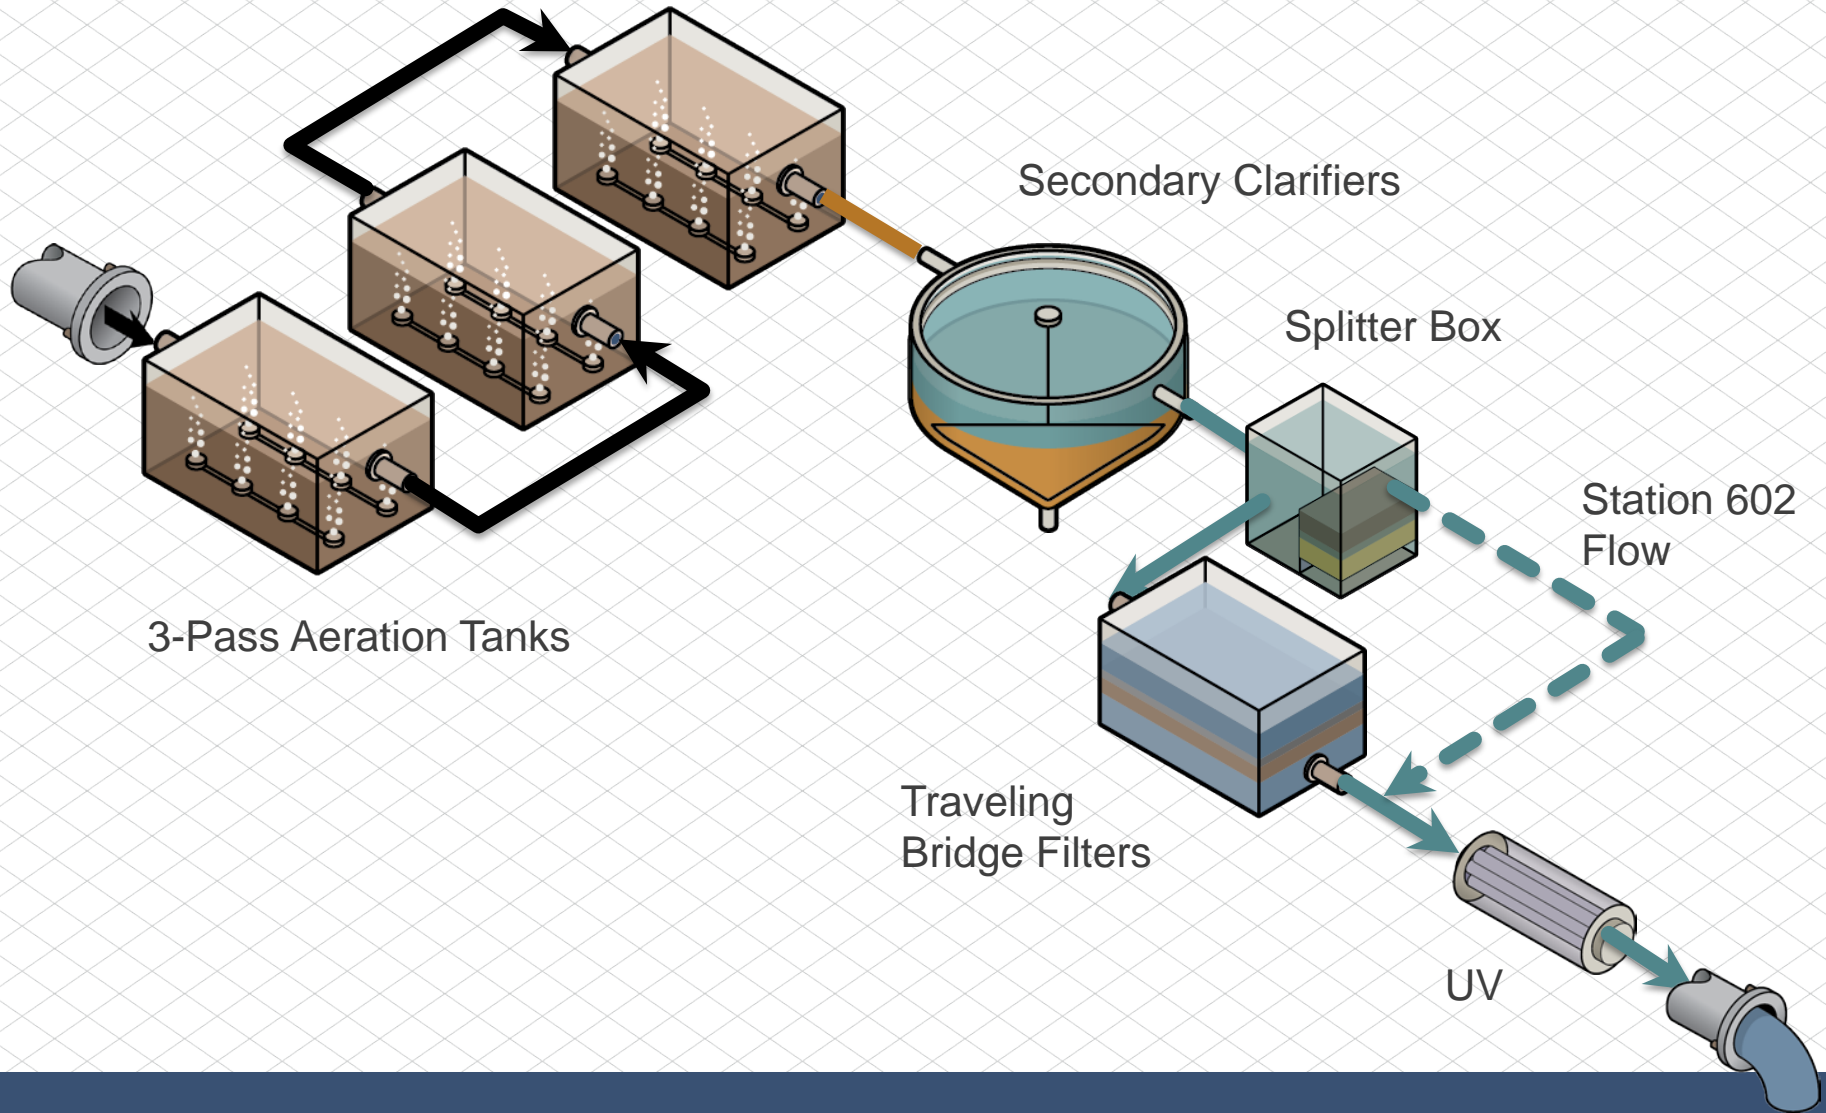 Secondary Clarifiers
Splitter Box
Station 602
Flow
3-Pass Aeration Tanks
Traveling
Bridge Filters
UV